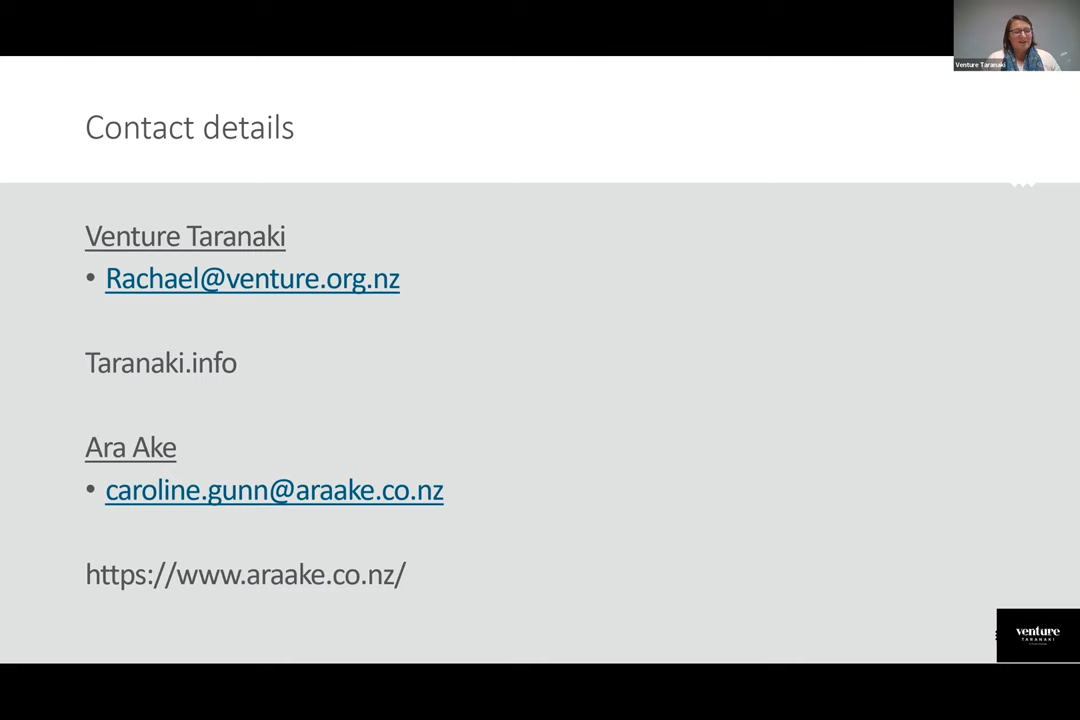 Venture Taranaki
Contact details
Venture Taranaki
• Rachael@venture.org.nz
Taranaki.info
Ara Ake
• caroline.gunn@araake.co.nz
https://www.araake.co.nz/
venture
TARANAKI